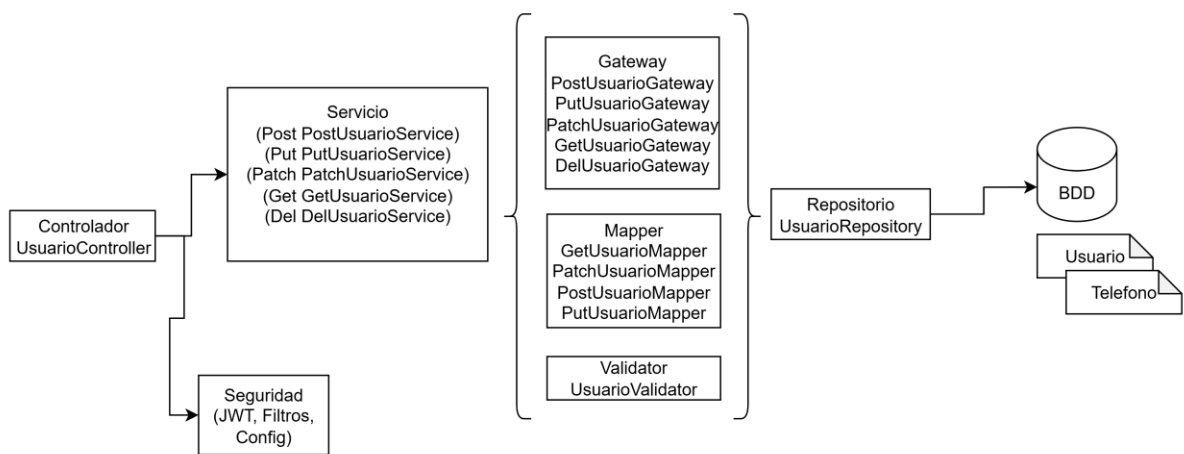 Controlador
UsuarioController
Servicio
(Post PostUsuarioService)
(Put PutUsuarioService)
(Patch PatchUsuarioService)
(Get GetUsuarioService)
(Del DelUsuarioService)
Seguridad
(JWT, Filtros,
Config)
Gateway
PostUsuarioGateway
PutUsuarioGateway
PatchUsuarioGateway
GetUsuarioGateway
DelUsuarioGateway
Mapper
GetUsuarioMapper
PatchUsuarioMapper
PostUsuarioMapper
PutUsuarioMapper
Validator
UsuarioValidator
Repositorio
UsuarioRepository
BDD
Usuario
Telefono